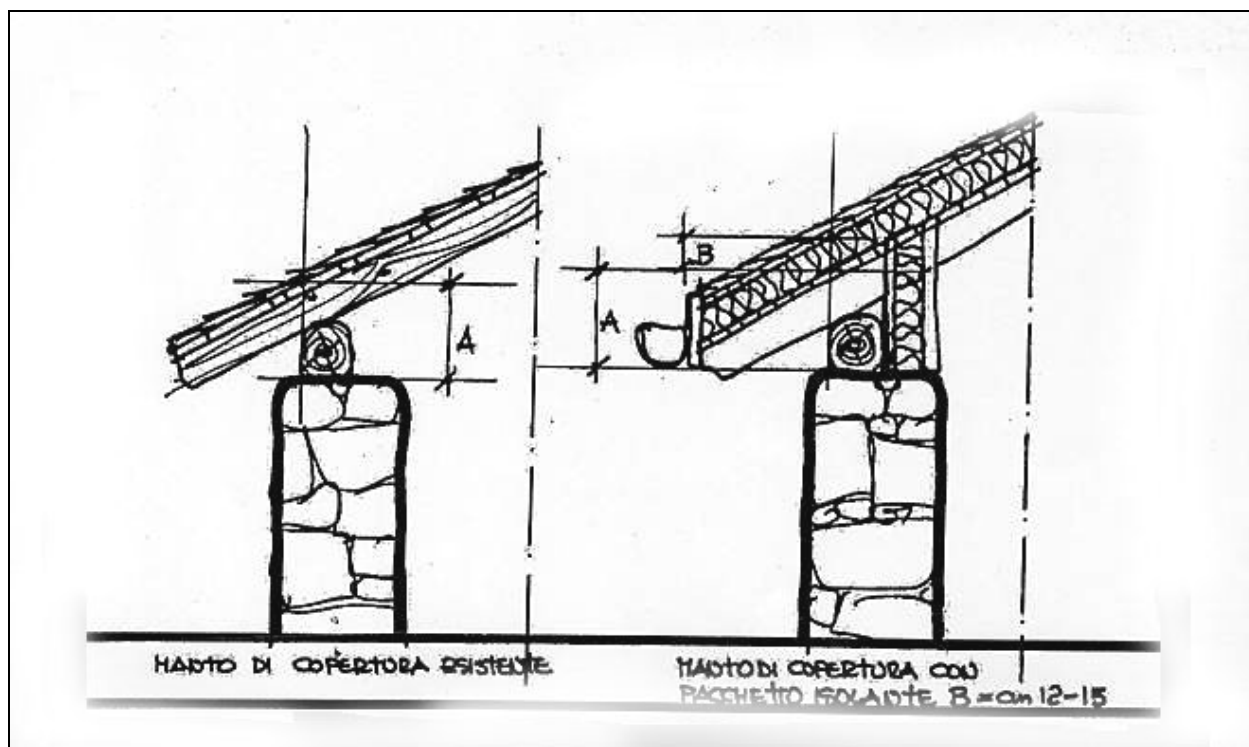 A
B
A
MANTO DI COPERTURA ESISTENTE
MANTO DI COPERTURA CON
PACCHETTO ISOLANTE B = cm 12-15